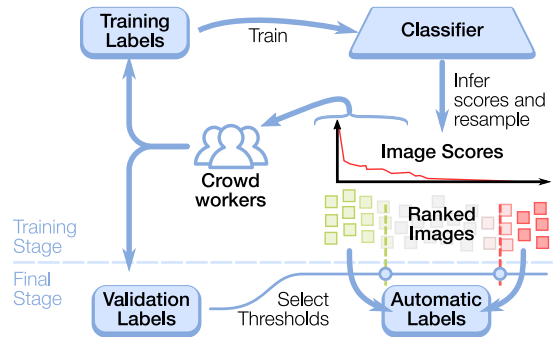 Training
Labels
Train
Classifier
Infer
scores and
resample
Image Scores
Crowd
workers
Ranked
Images
Training
Stage
Final
Stage
Validation
Labels
Select
Thresholds
Automatic
Labels